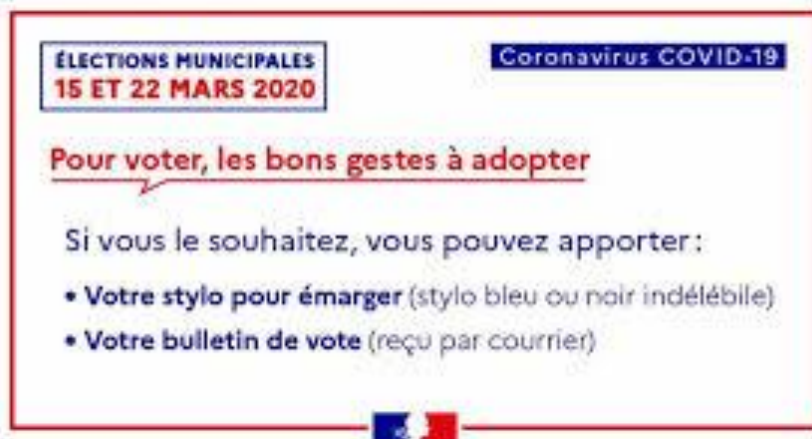 ÉLECTIONS MUNICIPALES
15 ET 22 MARS 2020
Coronavirus COVID-19
Pour voter, les bons gestes à adopter
Si vous le souhaitez, vous pouvez apporter :
• Votre stylo pour émarger (stylo bleu ou noir indélébile)
• Votre bulletin de vote (reçu par courrier)